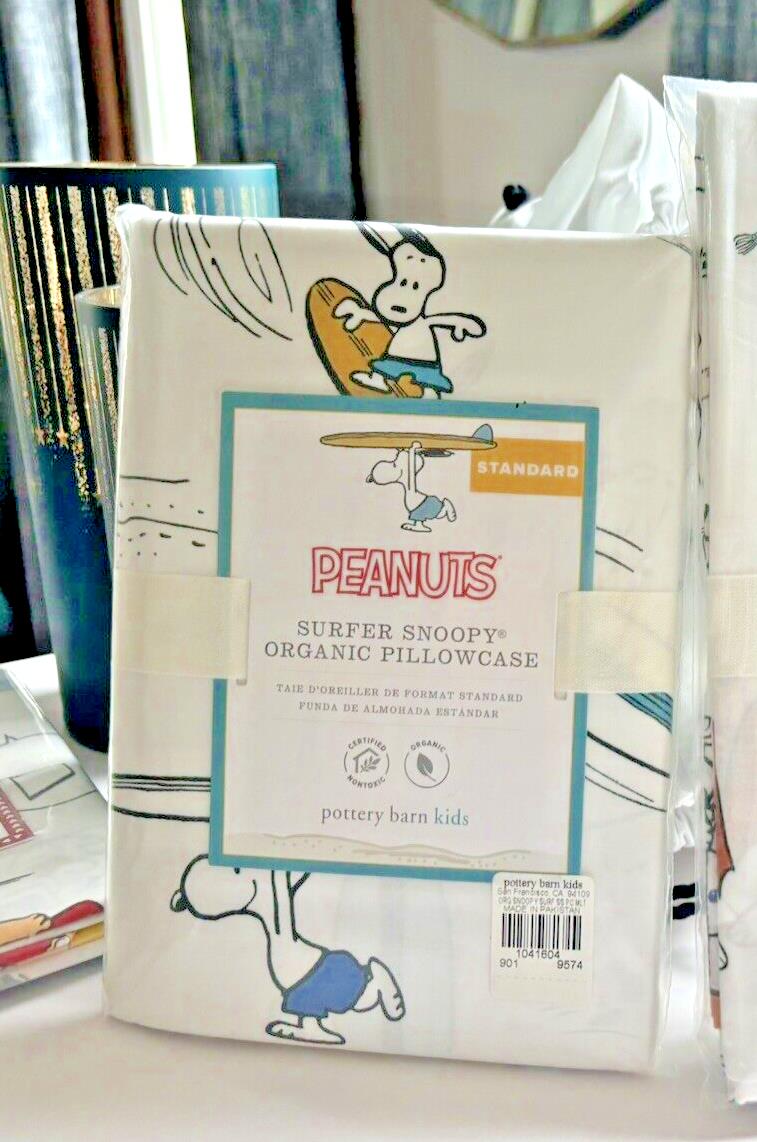 STANDARD
PEANUTS
SURFER SNOOPY®
ORGANIC PILLOWCASE
TAIE D'OREILLER DE FORMAT STANDARD
FUNDA DE ALMOHADA ESTÁNDAR
CERTIFIED
NONTOXIC
ORGANIC
pottery barn kids
pottery barn kids
San Francisco, CA 94109
ORG SNOOPY SURF SS PC MLT
MADE IN PAKISTAN
1041604
901 9574